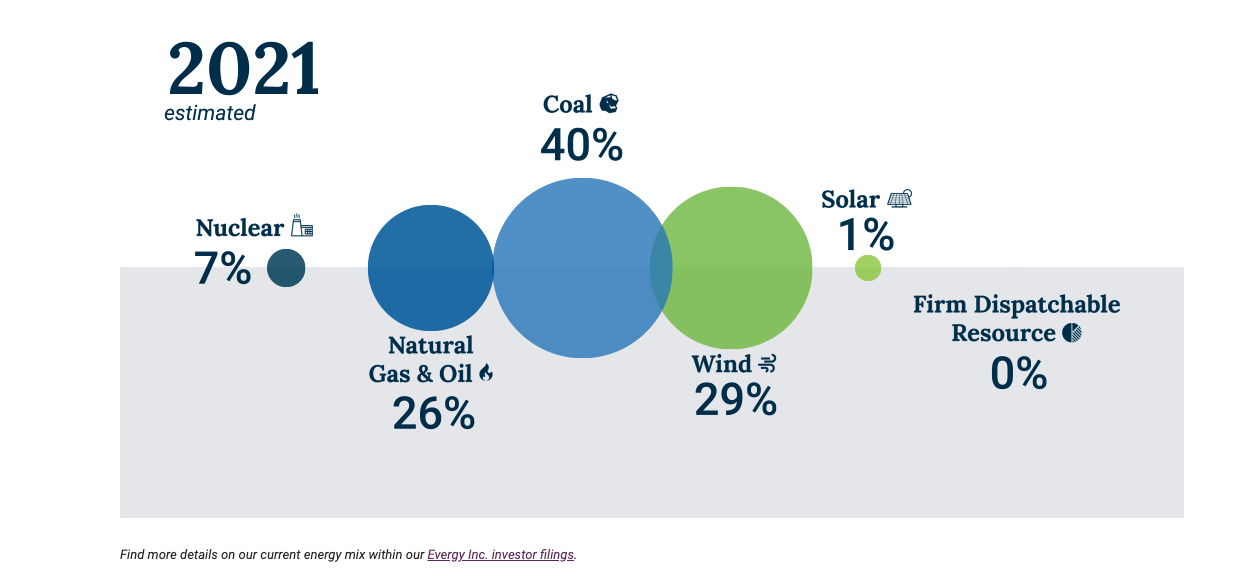 2021
estimated
Coal
40%
Nuclear
7%
Natural
Gas & Oil
26%
Wind
29%
Solar
1%
Firm Dispatchable
Resource
0%
Find more details on our current energy mix within our Evergy Inc. investor filings.